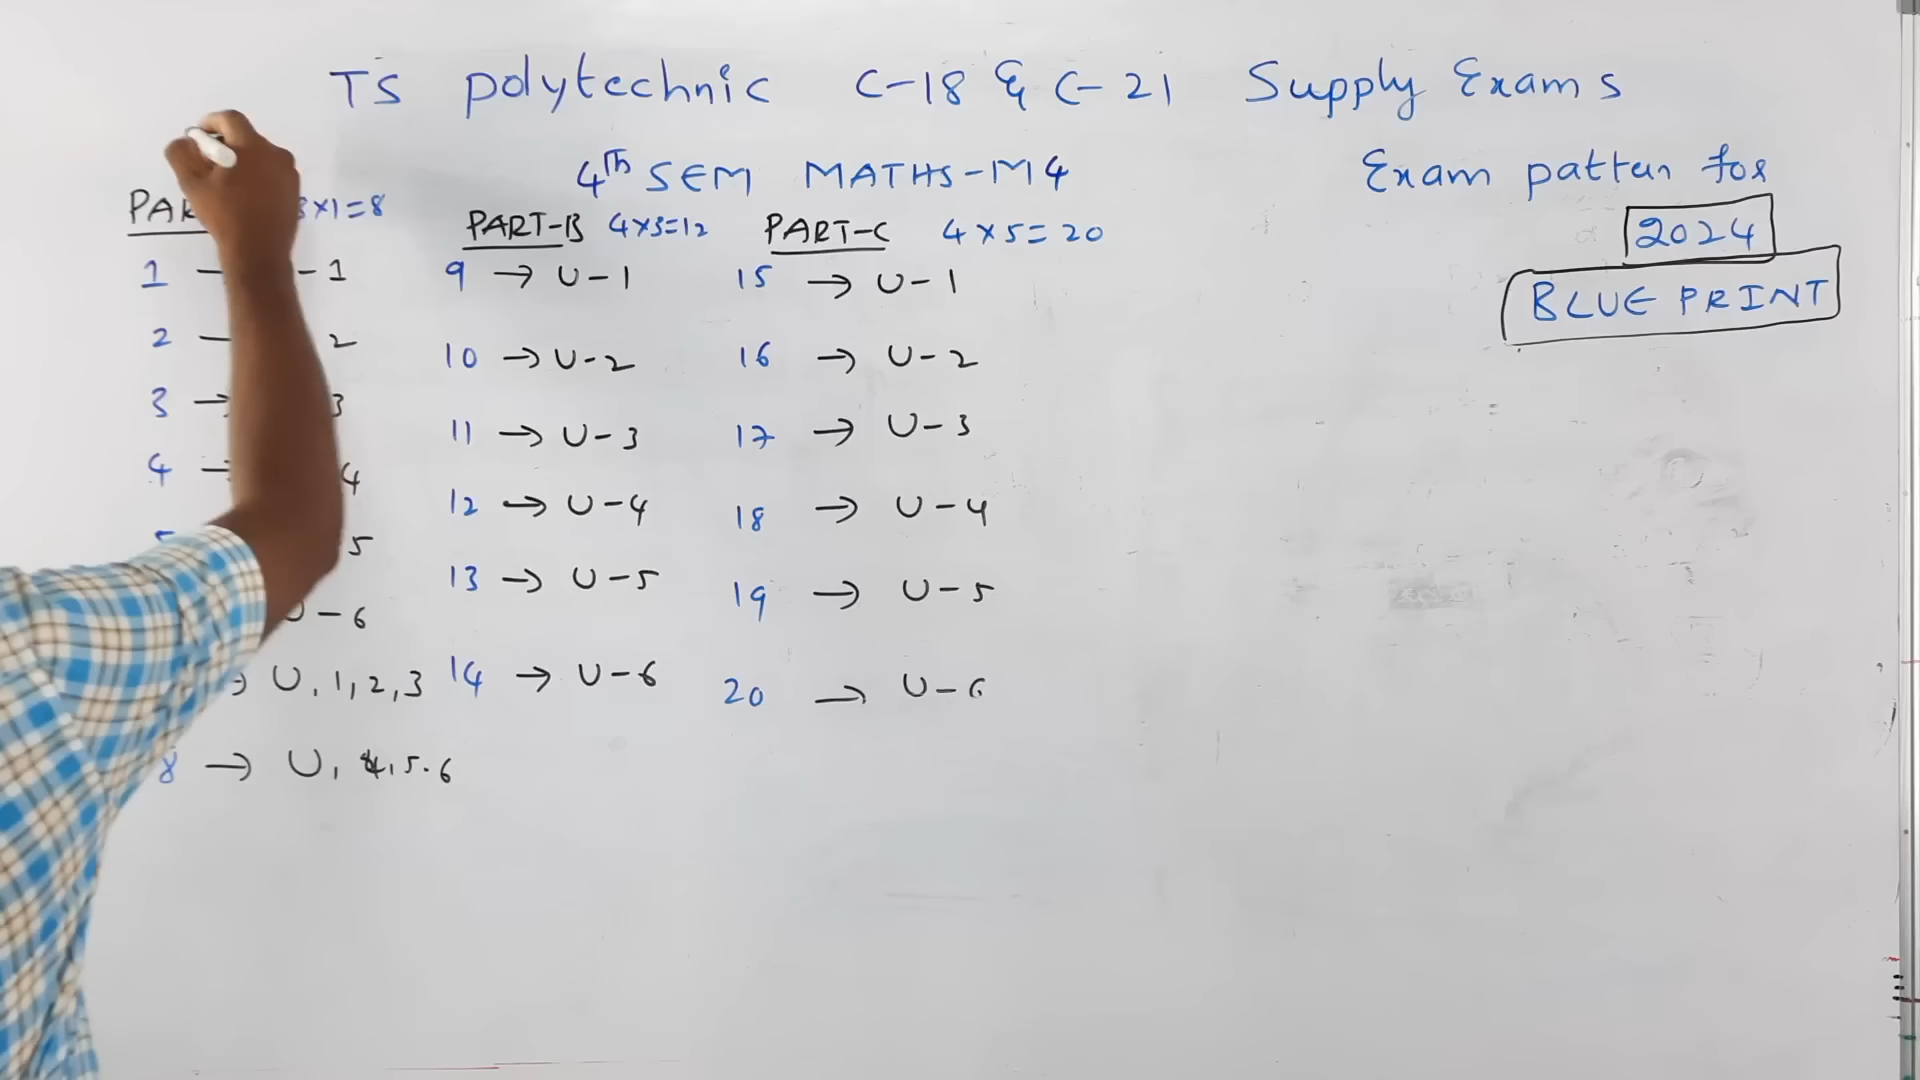 TS polytechnic C-18 & C-21 Supply Exams
4Th SEM MATHS-M4
Exam pattern for
2024
BLUE PRINT
PAR ×1=8
1 – – 1
2 – 2
3 → 3
4 – 4
5
– 6
→ U, 1, 2, 3
8 → U, 4, 5. 6
PART-B 4×3=12
9 → U-1
10 → U-2
11 → U-3
12 → U-4
13 → U-5
14 → U-6
PART-C 4×5=20
15 → U-1
16 → U-2
17 → U-3
18 → U-4
19 → U-5
20 → U-6